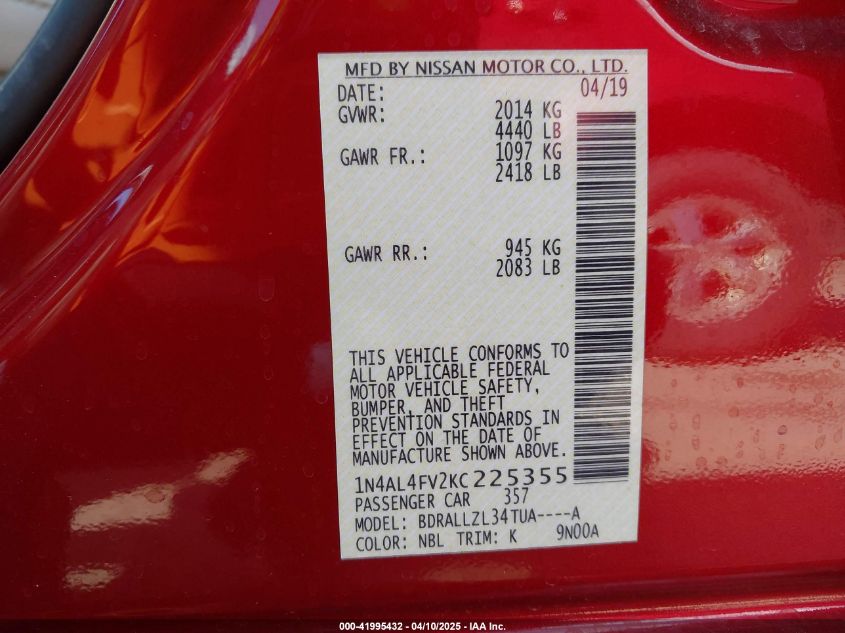 MFD BY NISSAN MOTOR CO., LTD.
DATE: 04/19
GVWR: 2014 KG
4440 LB
GAWR FR.: 1097 KG
2418 LB
GAWR RR.: 945 KG
2083 LB
THIS VEHICLE CONFORMS TO
ALL APPLICABLE FEDERAL
MOTOR VEHICLE SAFETY,
BUMPER, AND THEFT
PREVENTION STANDARDS IN
EFFECT ON THE DATE OF
MANUFACTURE SHOWN ABOVE.
1N4AL4FV2KC225355
PASSENGER CAR 357
MODEL: BDRALLZL34TUA----A
COLOR: NBL TRIM: K 9N00A
000-41995432 - 04/10/2025 - IAA Inc.